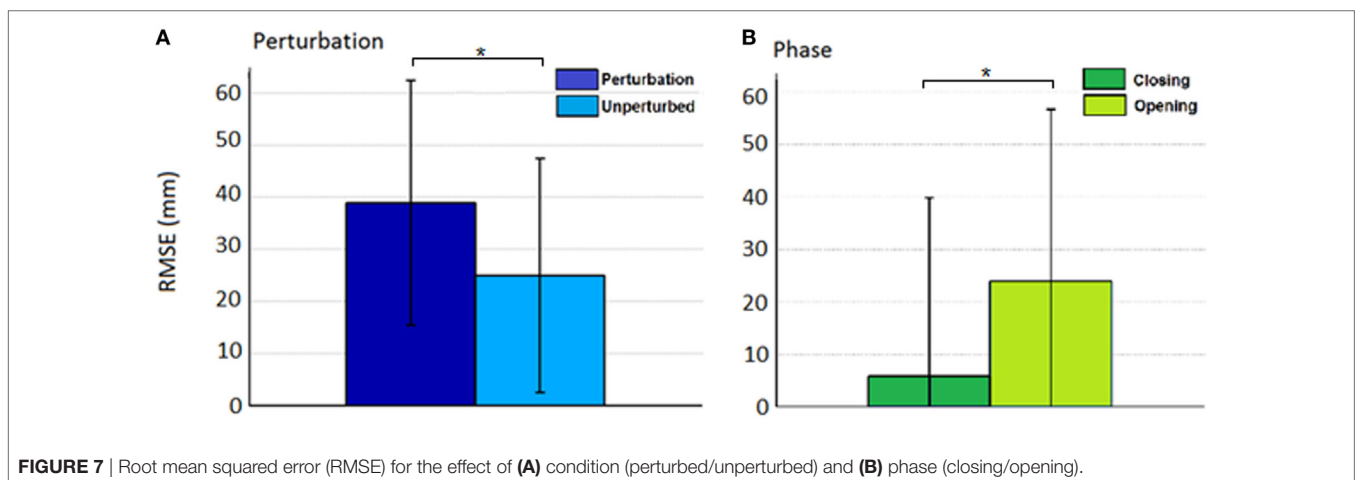 A
Perturbation
*
Perturbation
Unperturbed
60
50
40
30
20
10
0
RMSE (mm)
B
Phase
*
Closing
Opening
60
50
40
30
20
10
0
FIGURE 7 | Root mean squared error (RMSE) for the effect of (A) condition (perturbed/unperturbed) and (B) phase (closing/opening).